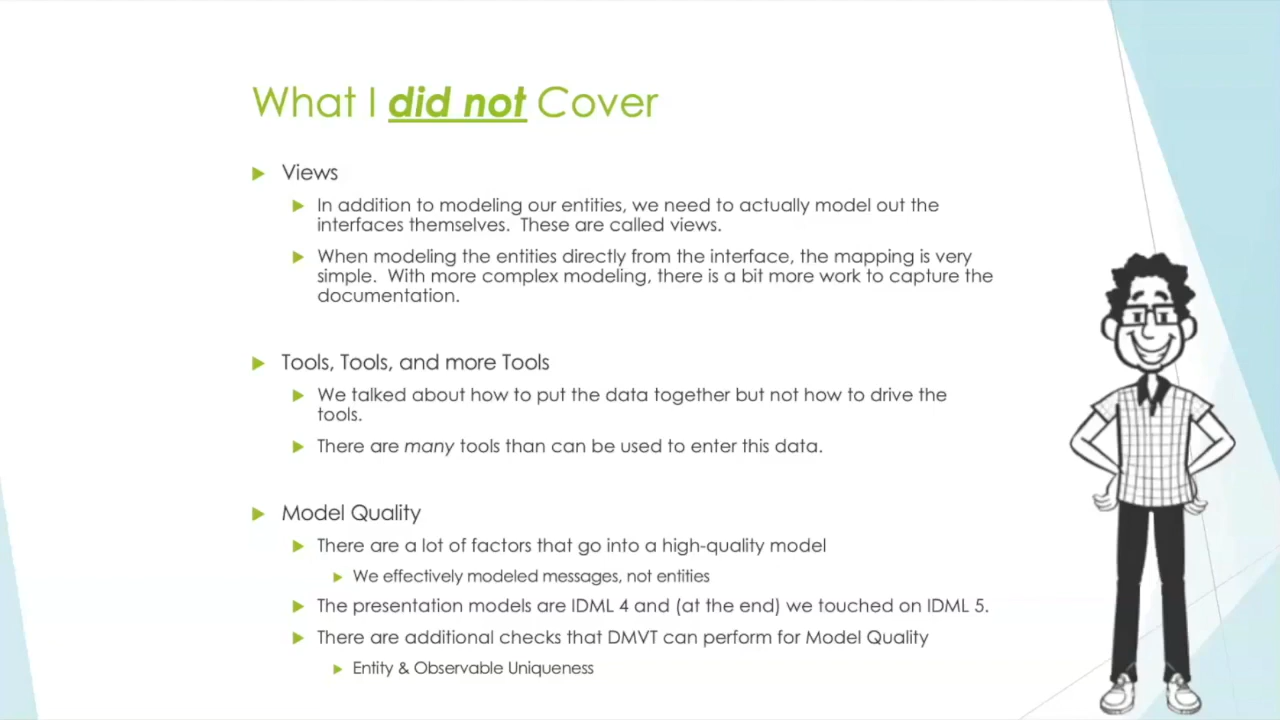 What I did not Cover
Views
In addition to modeling our entities, we need to actually model out the
interfaces themselves.  These are called views.
When modeling the entities directly from the interface, the mapping is very
simple.  With more complex modeling, there is a bit more work to capture the
documentation.
Tools, Tools, and more Tools
We talked about how to put the data together but not how to drive the
tools.
There are many tools than can be used to enter this data.
Model Quality
There are a lot of factors that go into a high-quality model
We effectively modeled messages, not entities
The presentation models are IDML 4 and (at the end) we touched on IDML 5.
There are additional checks that DMVT can perform for Model Quality
Entity & Observable Uniqueness